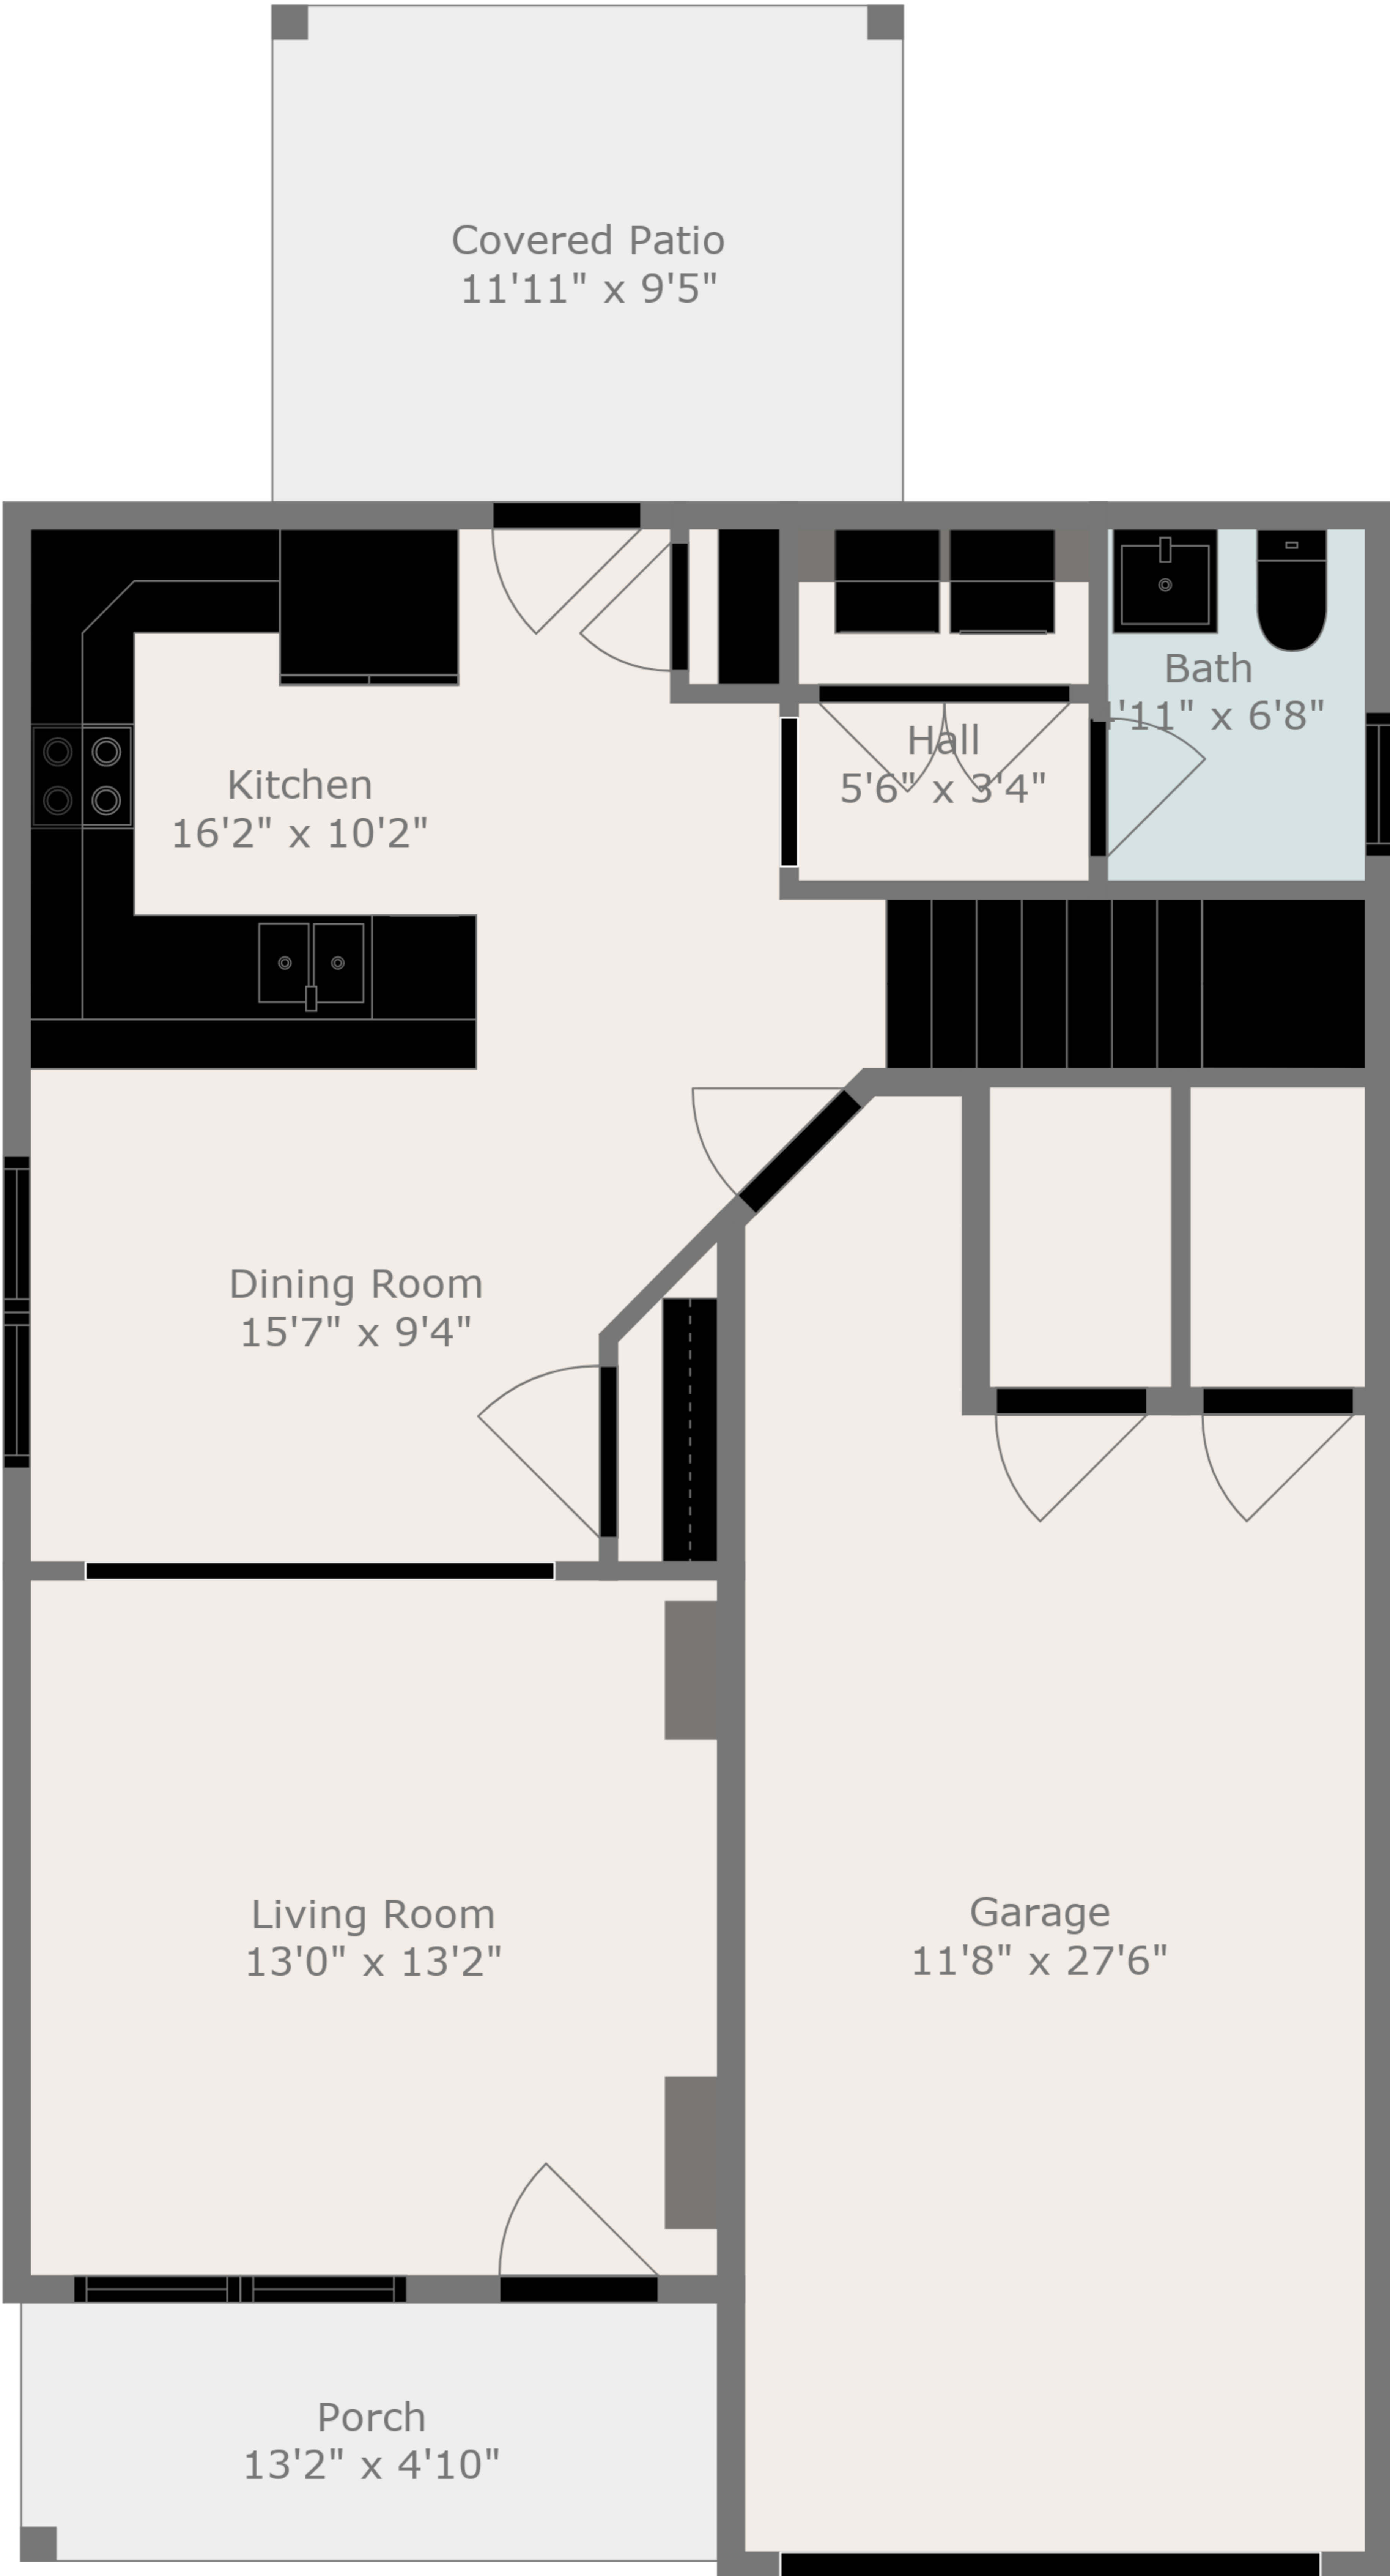 Covered Patio
11'11" x 9'5"
Bath
'11" x 6'8"
Hall
5'6" x 3'4"
Kitchen
16'2" x 10'2"
Dining Room
15'7" x 9'4"
Living Room
13'0" x 13'2"
Garage
11'8" x 27'6"
Porch
13'2" x 4'10"